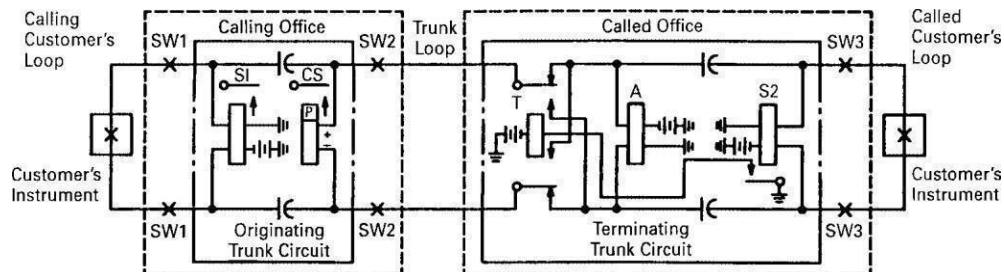 Calling
Customer's
Loop
SW1
Calling Office
SW2
Trunk
Loop
Called Office
SW3
Called
Customer's
Loop
SI
CS
P
+
−
T
A
S2
Customer's
Instrument
SW1
Originating
Trunk Circuit
SW2
Terminating
Trunk Circuit
SW3
Customer's
Instrument